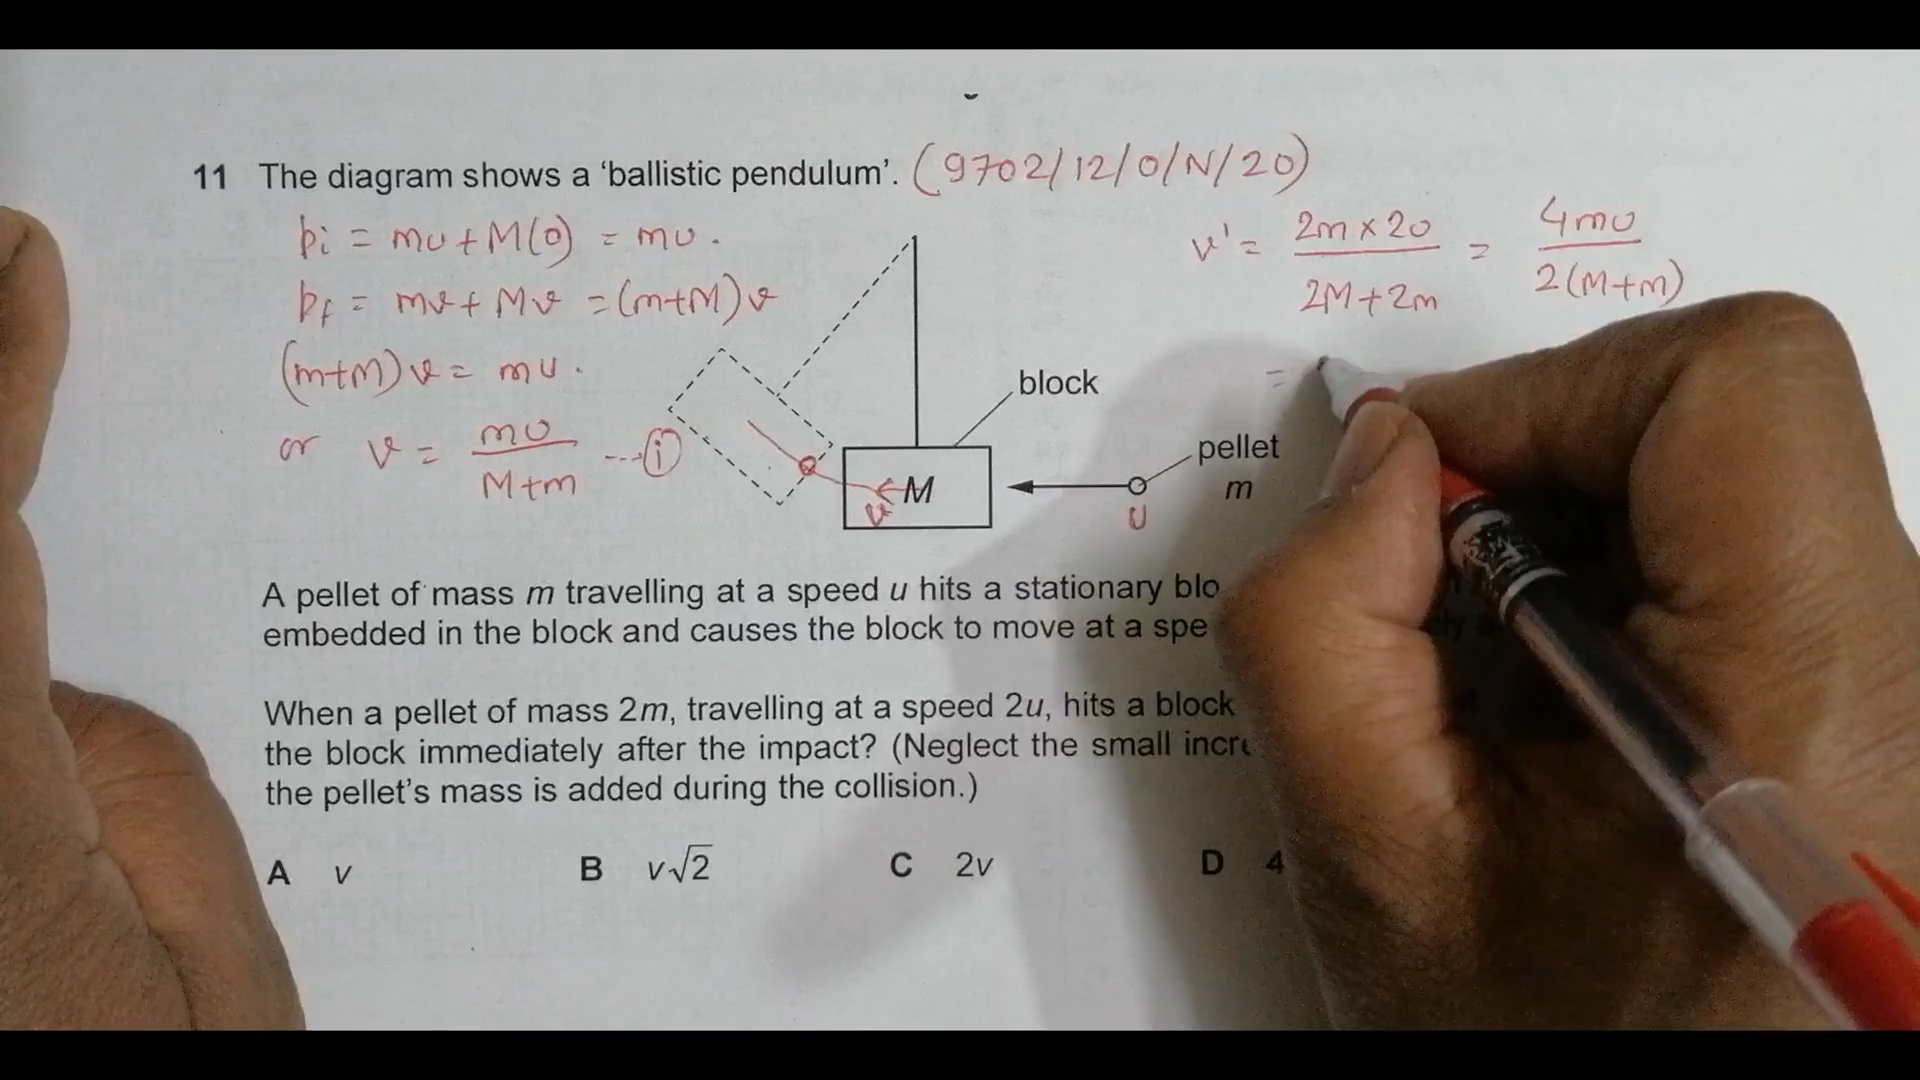 11 The diagram shows a ‘ballistic pendulum’. (9702/12/O/N/20)
pi = mu + M(0) = mu.
pf = mv + Mv = (m+M)v
(m+M)v = mu.
or v = mu / M+m ---(i)
v' = 2m×2u / 2M+2m = 4mu / 2(M+m)
=
block
pellet
m
M
v
u
A pellet of mass m travelling at a speed u hits a stationary
embedded in the block and causes the block to move at a
When a pellet of mass 2m, travelling at a speed 2u, hits a block
the block immediately after the impact? (Neglect the small
the pellet’s mass is added during the collision.)
A v B v√2 C 2v D 4